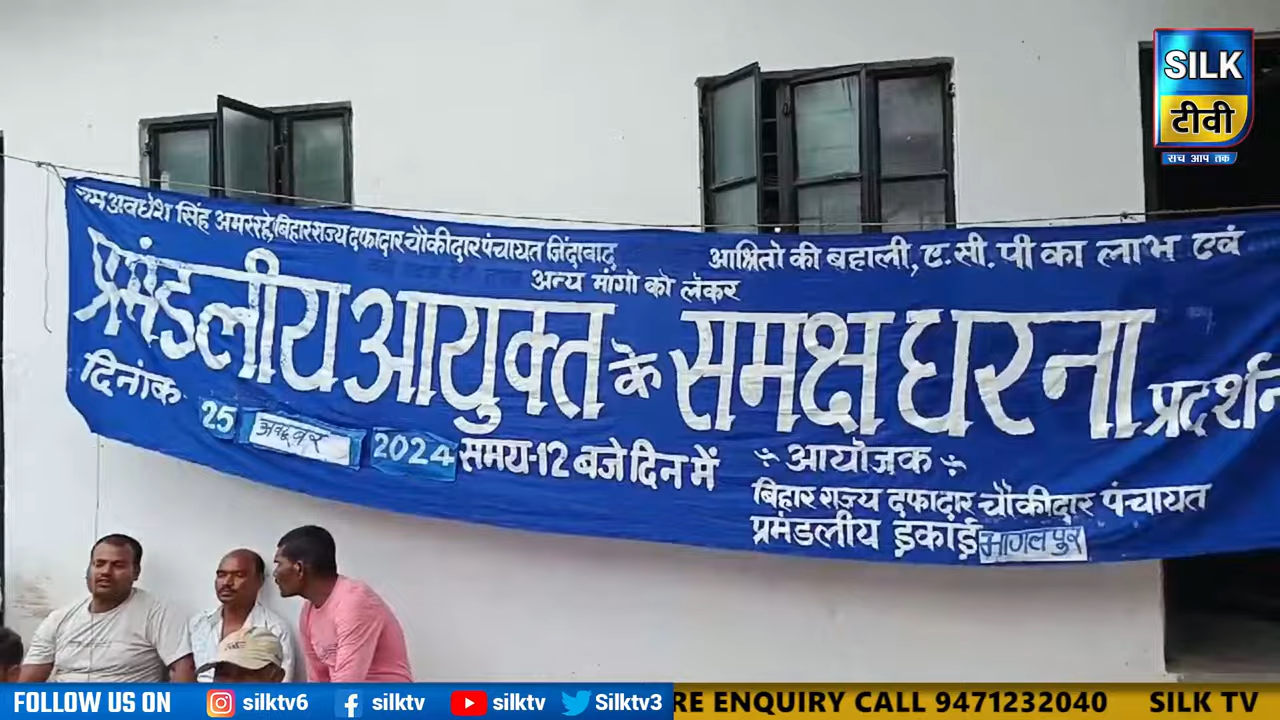 SILK
टीवी
सच आप तक
अवधेश सिंह अमर रहे, बिहार राज्य दफादार चौकीदार पंचायत जिंदाबाद
आश्रितो की बहाली, ए.सी.पी का लाभ एवं
अन्य मांगो को लेकर
प्रमंडलीय आयुक्त के समक्ष धरना प्रदर्शन
दिनांक 25 अक्टूबर 2024 समय-12 बजे दिन में
आयोजक
बिहार राज्य दफादार चौकीदार पंचायत
प्रमंडलीय इकाई भागलपुर
FOLLOW US ON silktv6 silktv silktv Silktv3 RE ENQUIRY CALL 9471232040 SILK TV